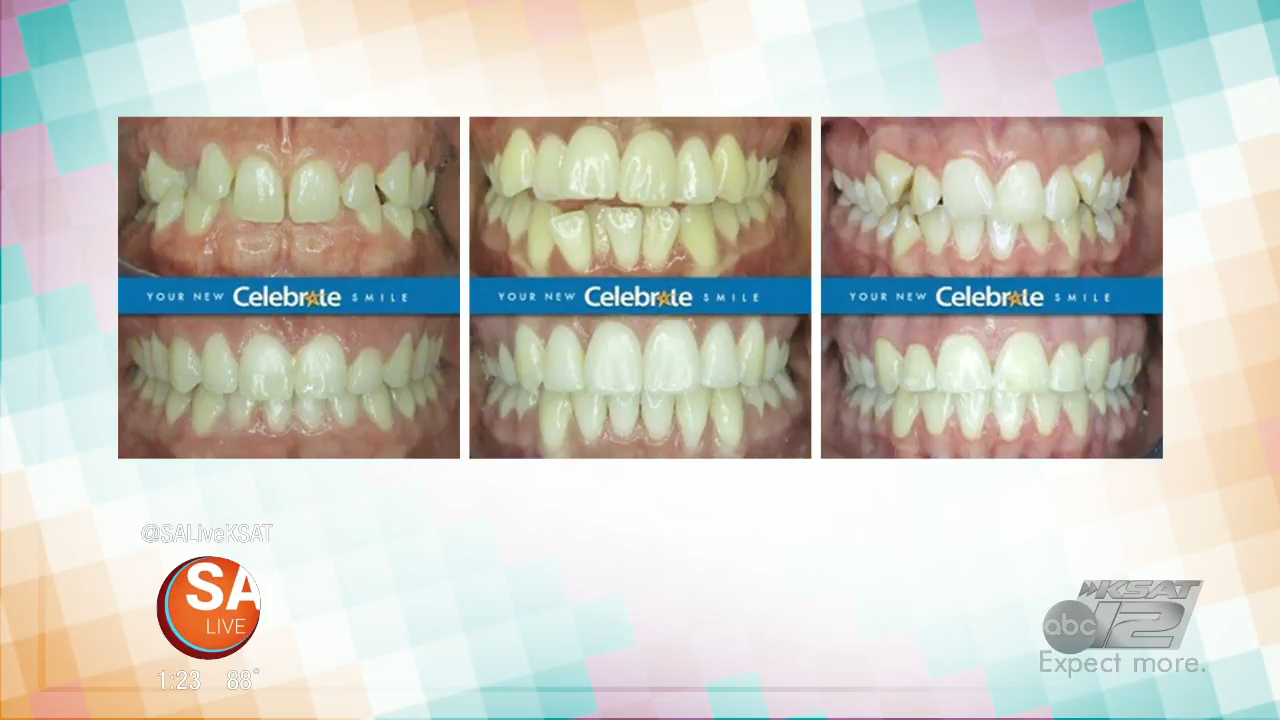 YOUR NEW Celebrate SMILE
YOUR NEW Celebrate SMILE
YOUR NEW Celebrate SMILE
@SALiveKSAT
SA
LIVE
1:23 88°
KSAT
abc 12
Expect more.